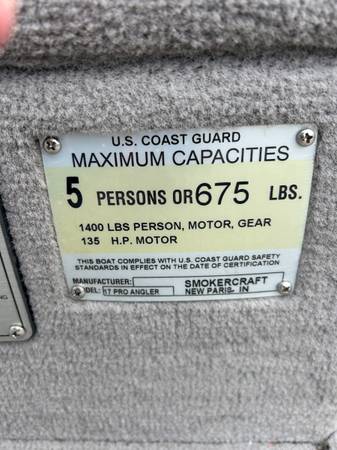 U.S. COAST GUARD
MAXIMUM CAPACITIES
5 PERSONS OR 675 LBS.
1400 LBS PERSON, MOTOR, GEAR
135 H.P. MOTOR
THIS BOAT COMPLIES WITH U.S. COAST GUARD SAFETY
STANDARDS IN EFFECT ON THE DATE OF CERTIFICATION
MANUFACTURER: SMOKERCRAFT
MODEL: 17 PRO ANGLER NEW PARIS IN